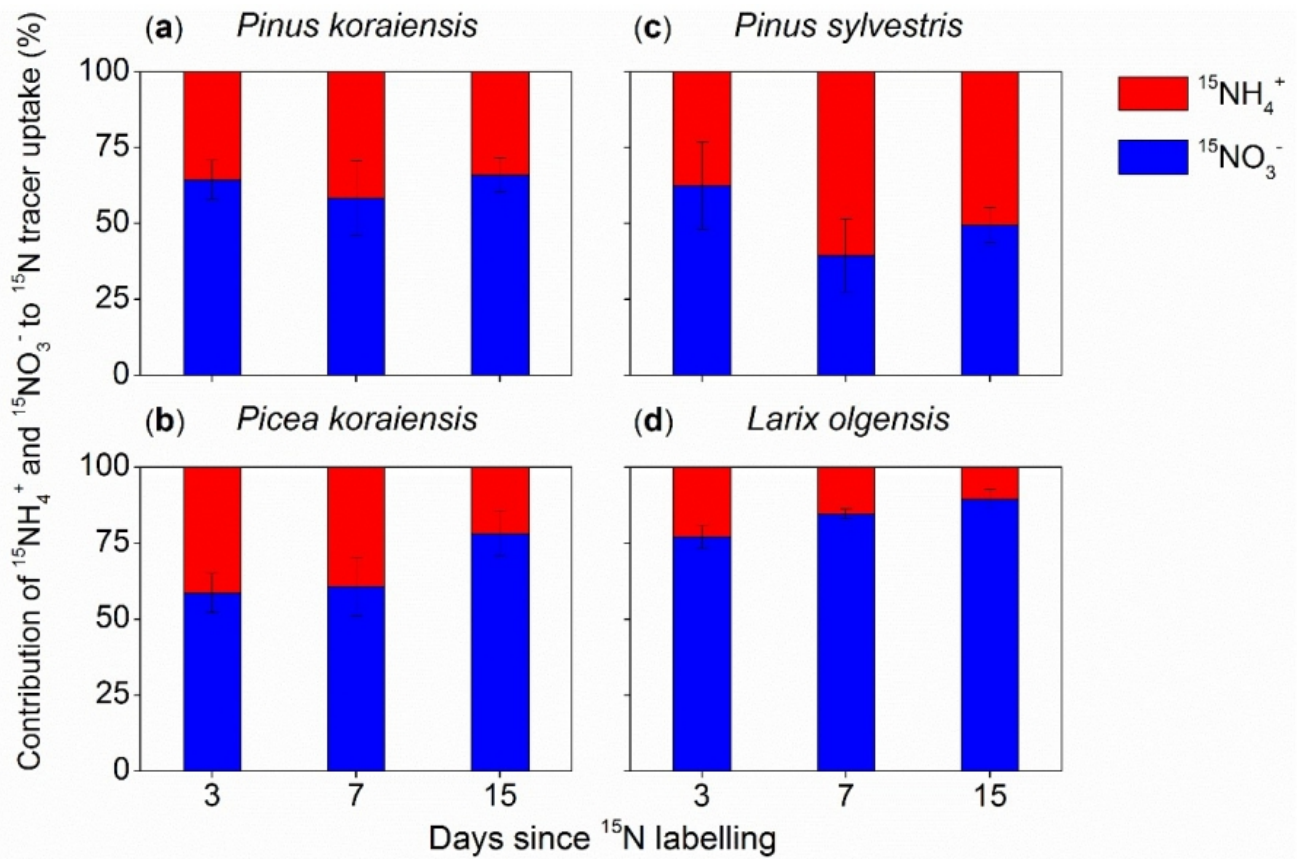 Contribution of ¹⁵NH₄⁺ and ¹⁵NO₃⁻ to ¹⁵N tracer uptake (%)
(a) Pinus koraiensis
100
75
50
25
0
(c) Pinus sylvestris
¹⁵NH₄⁺
¹⁵NO₃⁻
(b) Picea koraiensis
100
75
50
25
0
3 7 15
(d) Larix olgensis
3 7 15
Days since ¹⁵N labelling